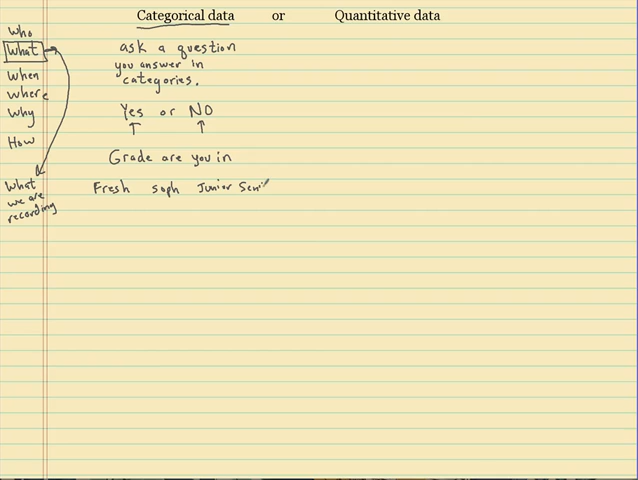 Categorical data or Quantitative data
Who
What
When
Where
Why
How
What
we are
recording
ask a question
you answer in
categories.
Yes or NO
Grade are you in
Fresh soph Junior